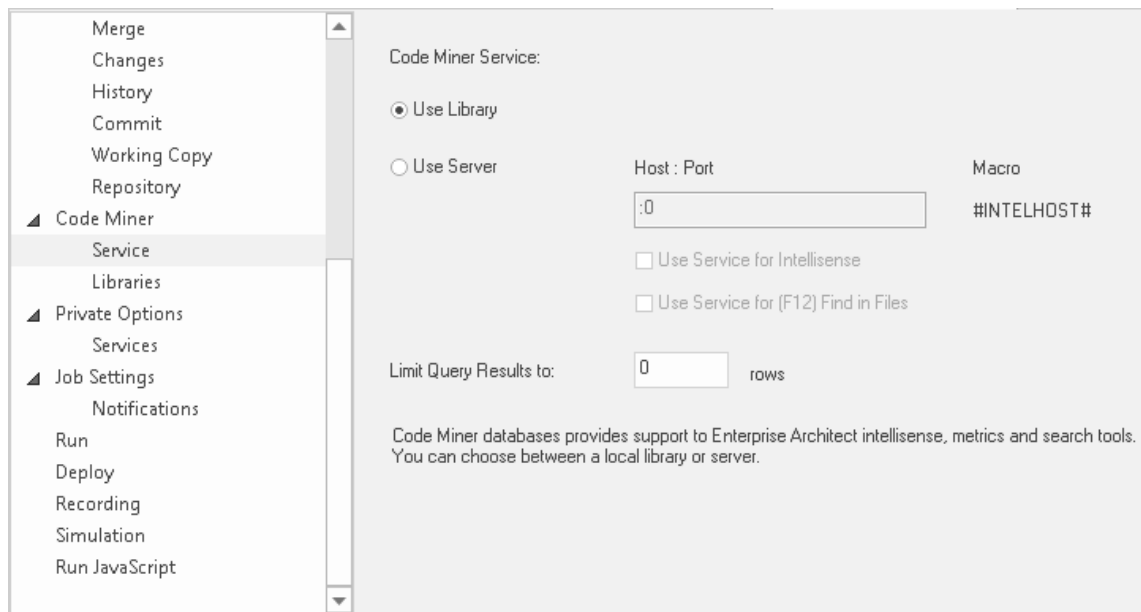 Merge
Changes
History
Commit
Working Copy
Repository
Code Miner
Service
Libraries
Private Options
Services
Job Settings
Notifications
Run
Deploy
Recording
Simulation
Run JavaScript
Code Miner Service:
Use Library
Use Server
Host : Port
Macro
:0
#INTELHOST#
Use Service for Intellisense
Use Service for (F12) Find in Files
Limit Query Results to:
0
rows
Code Miner databases provides support to Enterprise Architect intellisense, metrics and search tools.
You can choose between a local library or server.